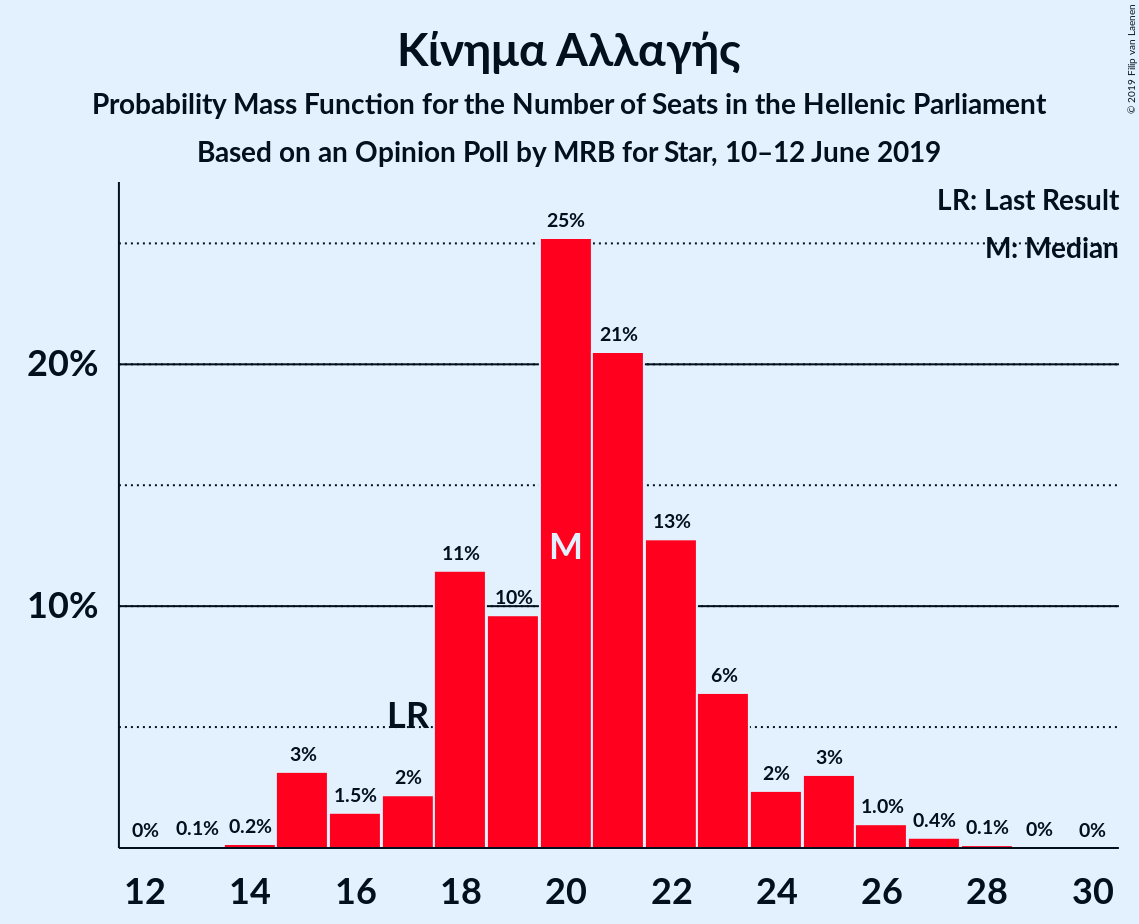 Κίνημα Αλλαγής
Probability Mass Function for the Number of Seats in the Hellenic Parliament
Based on an Opinion Poll by MRB for Star, 10–12 June 2019
© 2019 Filip van Laenen
LR: Last Result
M: Median
20%
10%
0%
0.1%
0.2%
3%
1.5%
2%
LR
11%
10%
25%
M
21%
13%
6%
2%
3%
1.0%
0.4%
0.1%
0%
0%
12 14 16 18 20 22 24 26 28 30